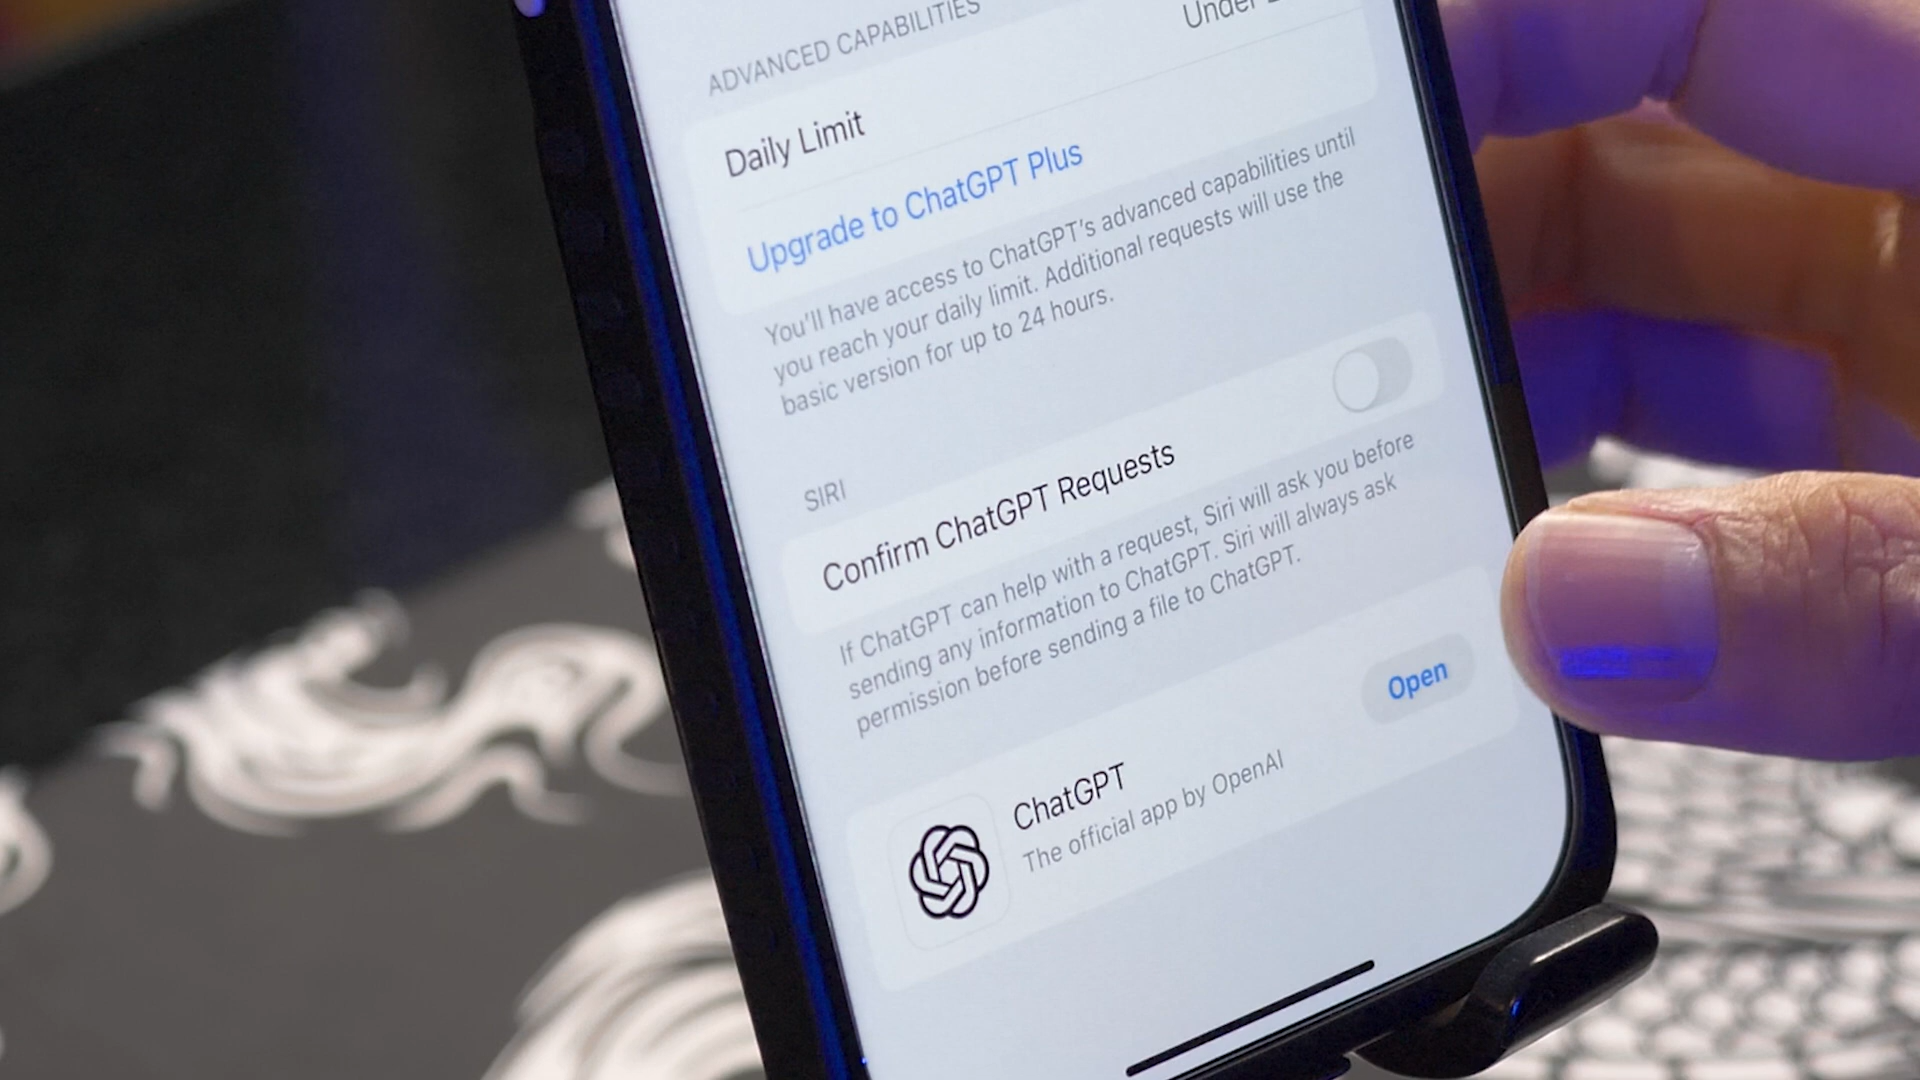 ADVANCED CAPABILITIES
Daily Limit
Under
Upgrade to ChatGPT Plus
You'll have access to ChatGPT's advanced capabilities until
you reach your daily limit. Additional requests will use the
basic version for up to 24 hours.
SIRI
Confirm ChatGPT Requests
If ChatGPT can help with a request, Siri will ask you before
sending any information to ChatGPT. Siri will always ask
permission before sending a file to ChatGPT.
ChatGPT
The official app by OpenAI
Open